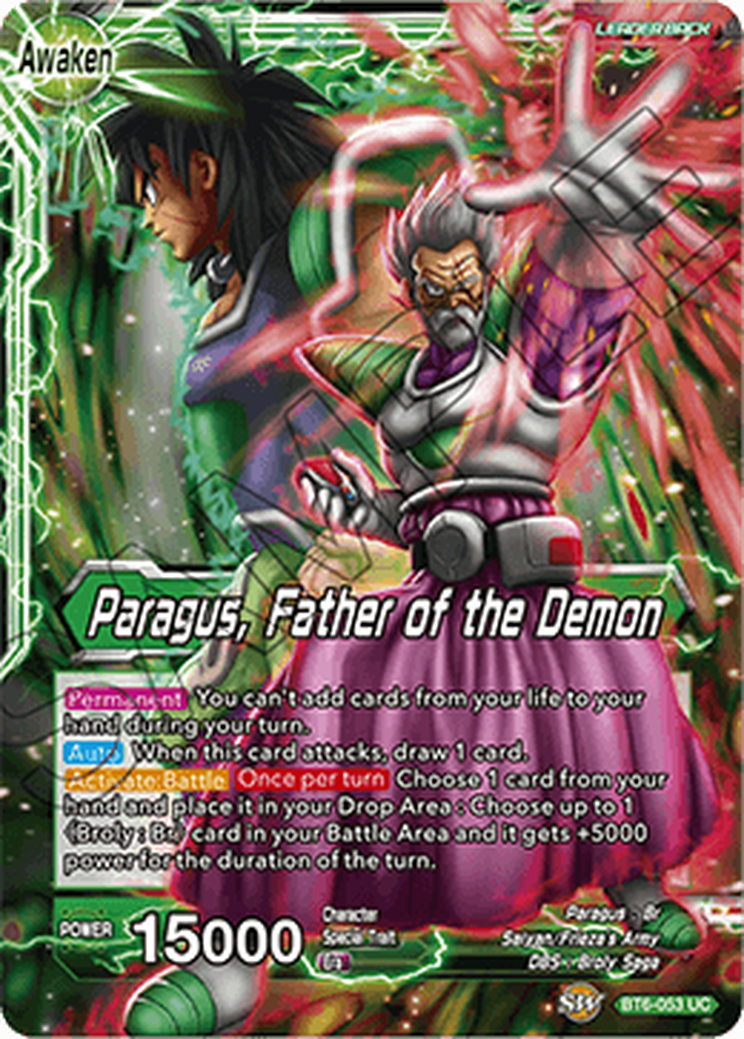 LEADER BACK
Awaken
Paragus, Father of the Demon
Permanent You can't add cards from your life to your
hand during your turn.
Auto When this card attacks, draw 1 card.
Activate:Battle Once per turn Choose 1 card from your
hand and place it in your Drop Area : Choose up to 1
《Broly : Br》 card in your Battle Area and it gets +5000
power for the duration of the turn.
POWER 15000
Character Paragus : Br
Special Trait Saiyan/Frieza's Army
Era DBS : Broly Saga
SW BT6-053 UC